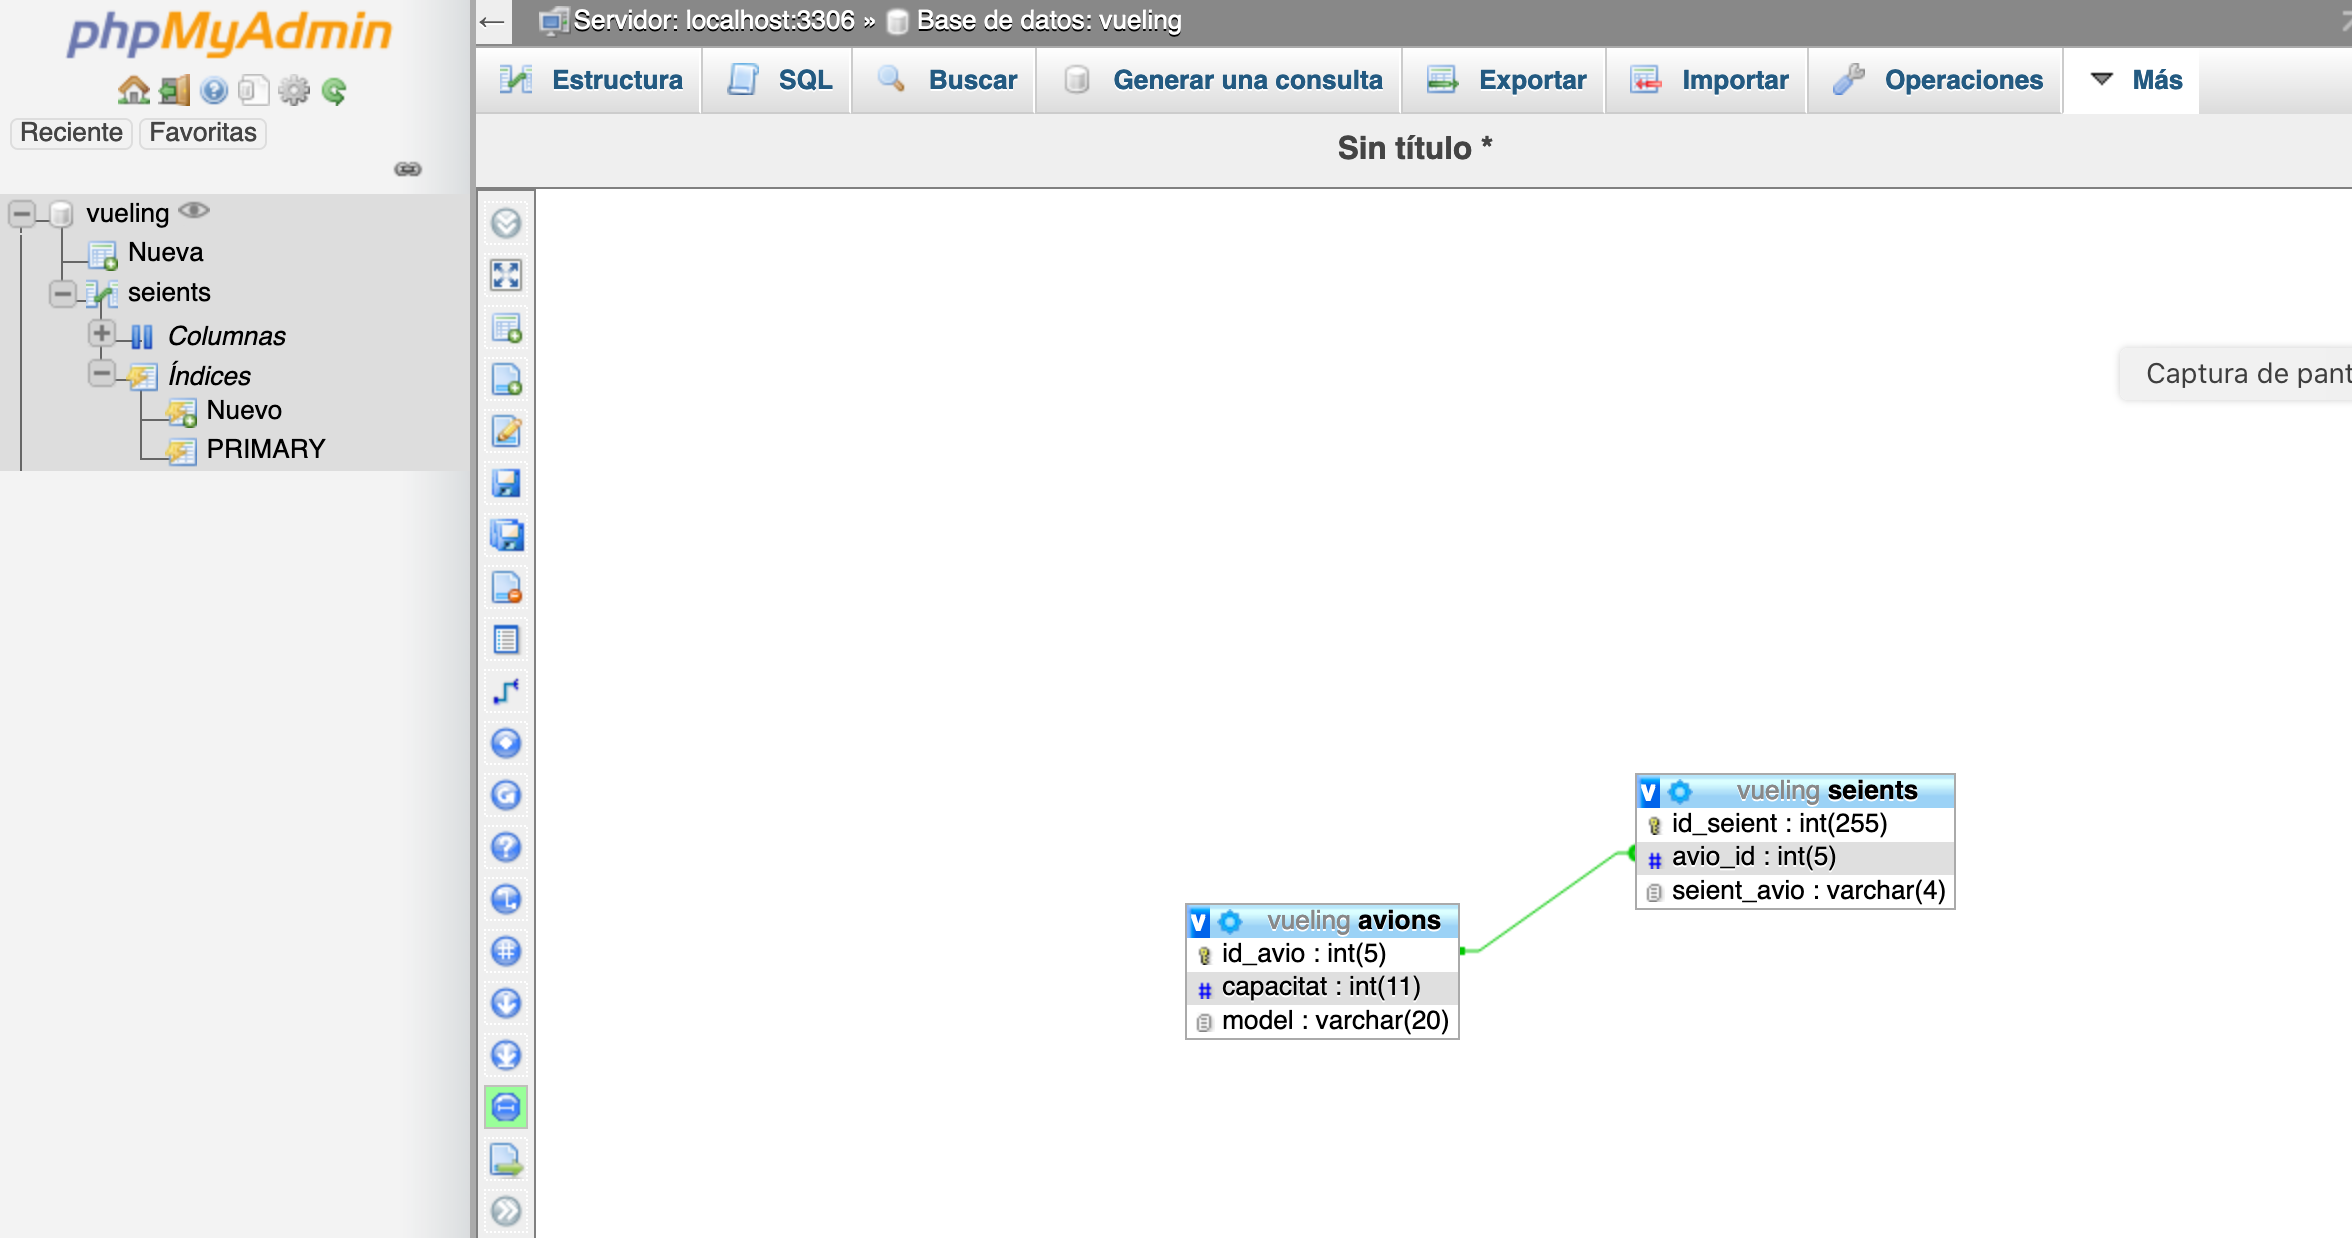 phpMyAdmin
Reciente Favoritas
vueling
Nueva
seients
Columnas
Índices
Nuevo
PRIMARY
← Servidor: localhost:3306 » Base de datos: vueling
Estructura SQL Buscar Generar una consulta Exportar Importar Operaciones Más
Sin título *
Captura de pant
v vueling seients
id_seient : int(255)
# avio_id : int(5)
seient_avio : varchar(4)
v vueling avions
id_avio : int(5)
# capacitat : int(11)
model : varchar(20)